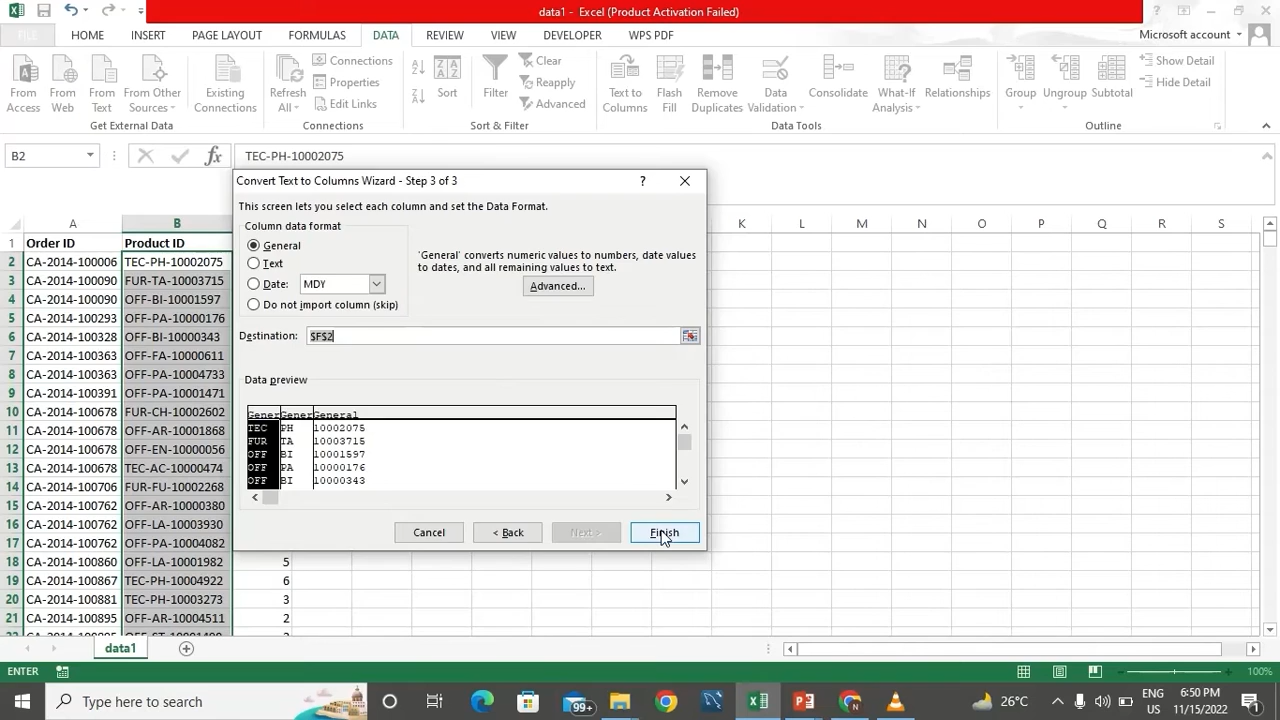 data1 - Excel (Product Activation Failed)
FILE HOME INSERT PAGE LAYOUT FORMULAS DATA REVIEW VIEW DEVELOPER WPS PDF Microsoft account
From Access
From Web
From Text
From Other Sources
Existing Connections
Get External Data
Refresh All
Connections
Properties
Edit Links
Connections
Sort
Filter
Clear
Reapply
Advanced
Sort & Filter
Text to Columns
Flash Fill
Remove Duplicates
Data Validation
Consolidate
What-If Analysis
Relationships
Data Tools
Group
Ungroup
Subtotal
Show Detail
Hide Detail
Outline
B2 fx TEC-PH-10002075
Convert Text to Columns Wizard - Step 3 of 3 ?
This screen lets you select each column and set the Data Format.
Column data format
General
Text
Date: MDY
Do not import column (skip)
'General' converts numeric values to numbers, date values to dates, and all remaining values to text.
Advanced...
Destination: $F$2
Data preview
Gener Gener General
TEC PH 10002075
FUR TA 10003715
OFF BI 10001597
OFF PA 10000176
OFF BI 10000343
Cancel < Back Next > Finish
A B K L M N O P Q R S
1 Order ID Product ID
2 CA-2014-100006 TEC-PH-10002075
3 CA-2014-100090 FUR-TA-10003715
4 CA-2014-100090 OFF-BI-10001597
5 CA-2014-100293 OFF-PA-10000176
6 CA-2014-100328 OFF-BI-10000343
7 CA-2014-100363 OFF-FA-10000611
8 CA-2014-100363 OFF-PA-10004733
9 CA-2014-100391 OFF-PA-10001471
10 CA-2014-100678 FUR-CH-10002602
11 CA-2014-100678 OFF-AR-10001868
12 CA-2014-100678 OFF-EN-10000056
13 CA-2014-100678 TEC-AC-10000474
14 CA-2014-100706 FUR-FU-10002268
15 CA-2014-100762 OFF-AR-10000380
16 CA-2014-100762 OFF-LA-10003930
17 CA-2014-100762 OFF-PA-10004082
18 CA-2014-100860 OFF-LA-10001982 5
19 CA-2014-100867 TEC-PH-10004922 6
20 CA-2014-100881 TEC-PH-10003273 3
21 CA-2014-100895 OFF-AR-10004511 2
data1
ENTER 100%
Type here to search 99+ 26°C ENG US 6:50 PM 11/15/2022 1